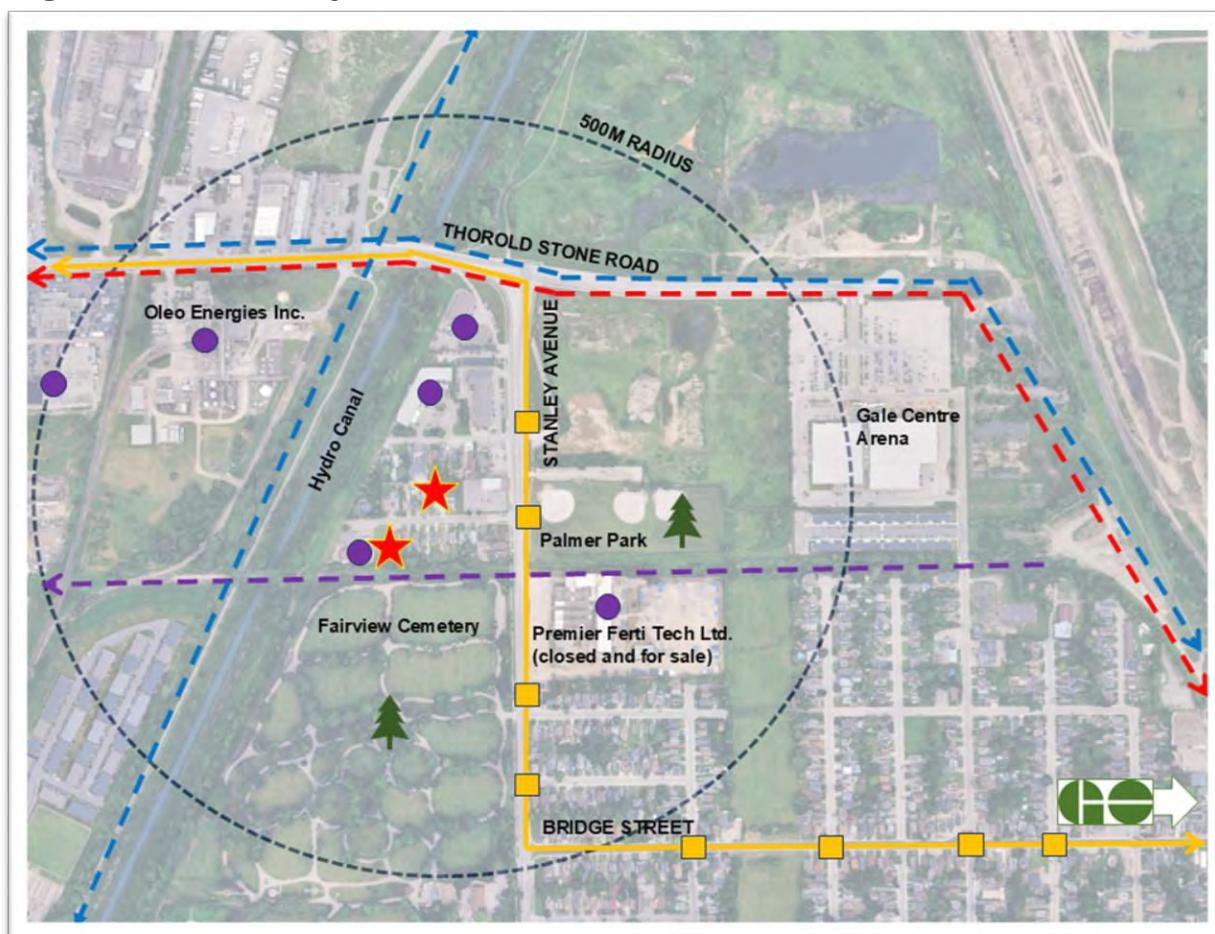 500M RADIUS
THOROLD STONE ROAD
Oleo Energies Inc.
STANLEY AVENUE
Hydro Canal
Gale Centre
Arena
Palmer Park
Fairview Cemetery
Premier Ferti Tech Ltd.
(closed and for sale)
BRIDGE STREET
GO